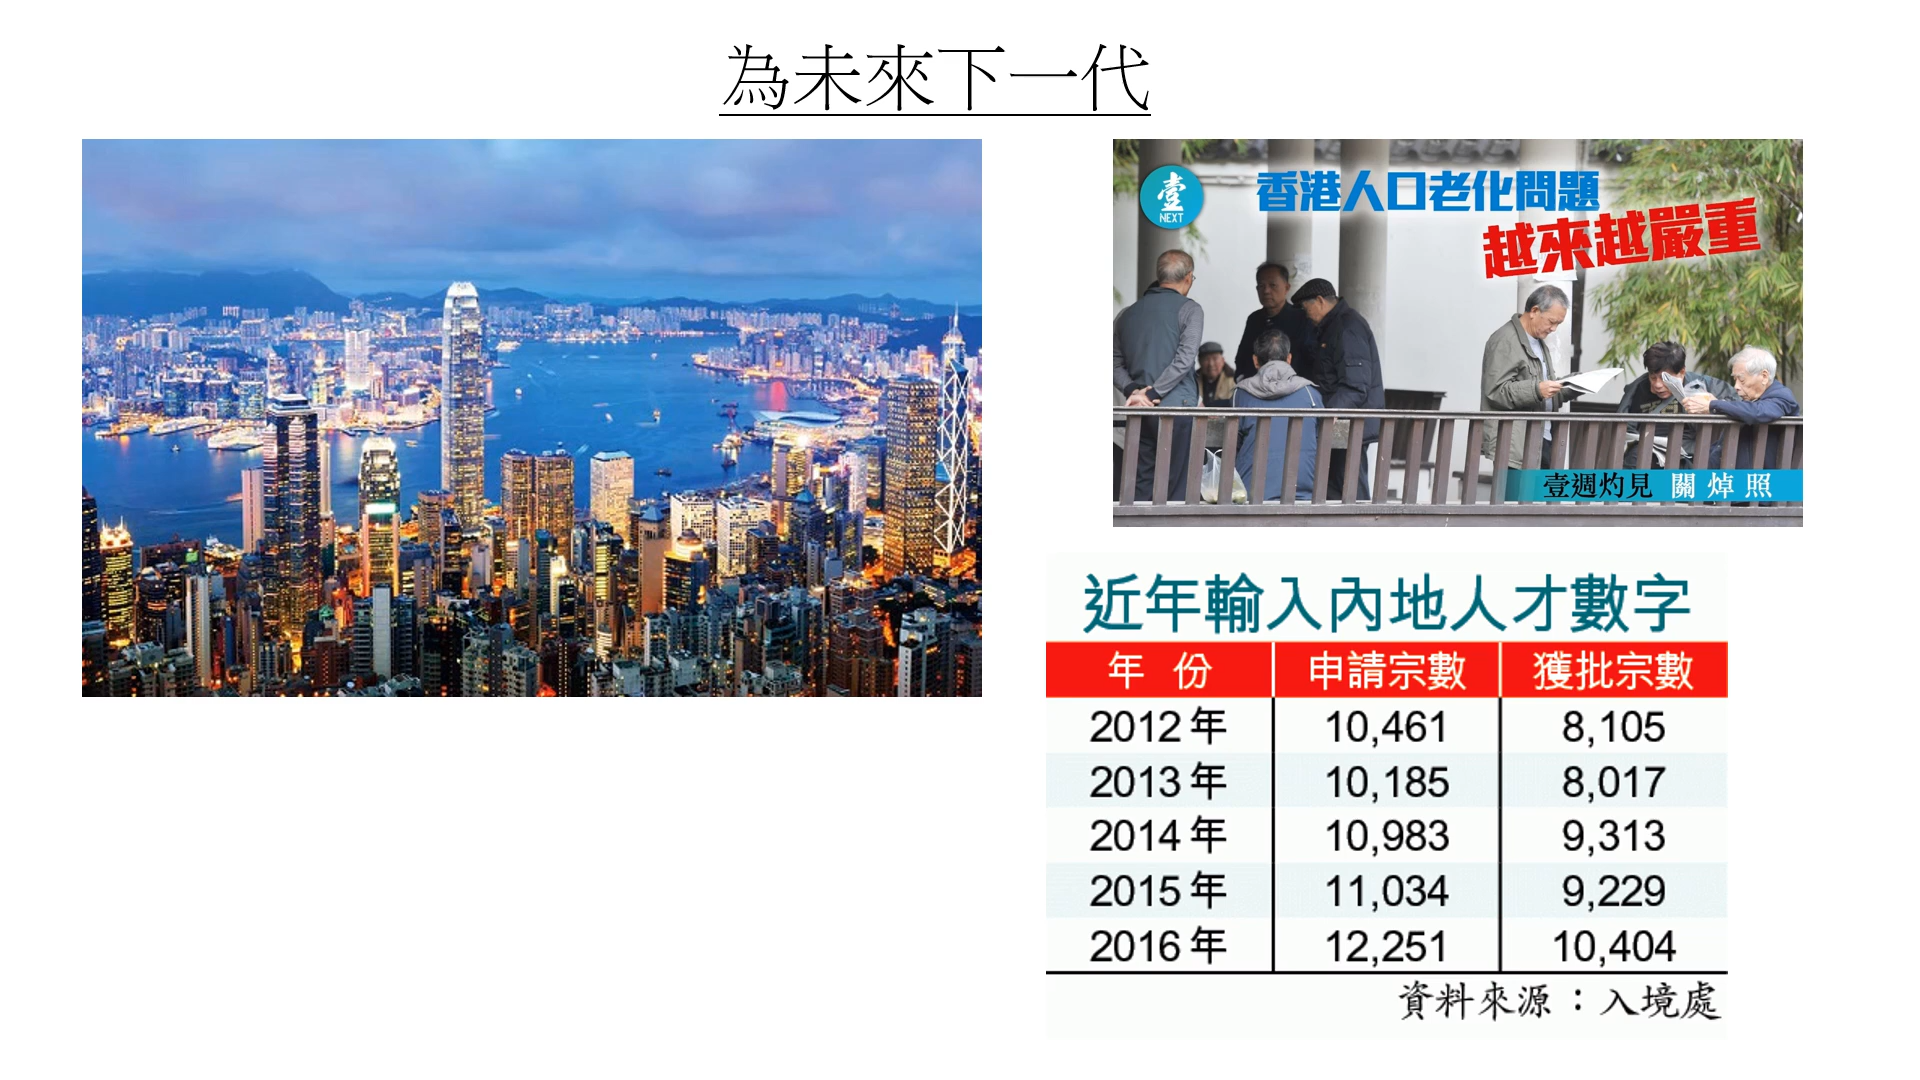 為未來下一代
壹
NEXT
香港人口老化問題
越來越嚴重
壹週灼見 關焯照
近年輸入內地人才數字
年 份 申請宗數 獲批宗數
2012年 10,461 8,105
2013年 10,185 8,017
2014年 10,983 9,313
2015年 11,034 9,229
2016年 12,251 10,404
資料來源：入境處